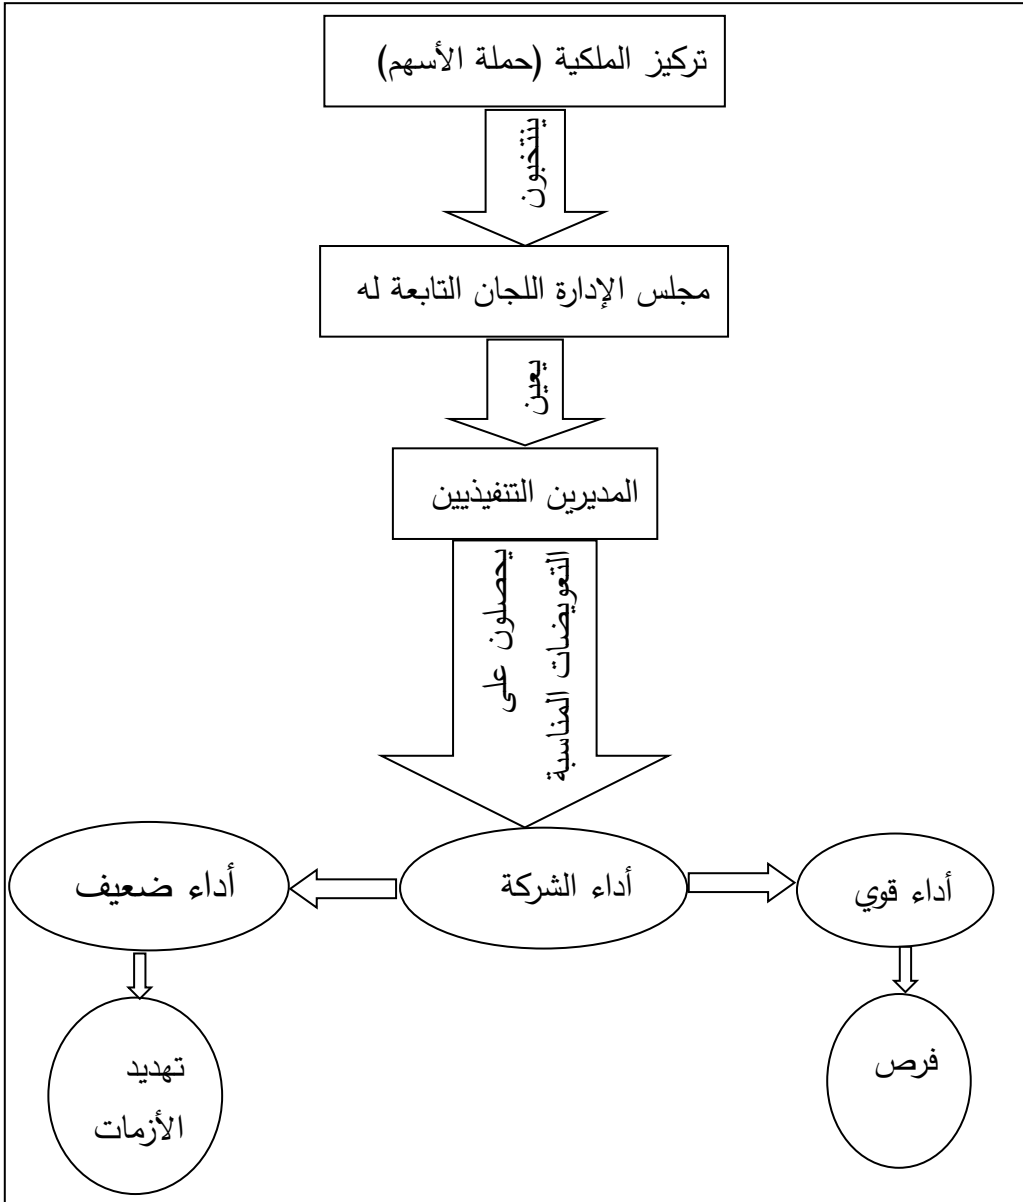 تركيز الملكية (حملة الأسهم)
ينتخبون
مجلس الإدارة اللجان التابعة له
يعين
المديرين التنفيذيين
يحصلون على
التعويضات المناسبة
أداء قوي
أداء الشركة
أداء ضعيف
فرص
تهديد
الأزمات